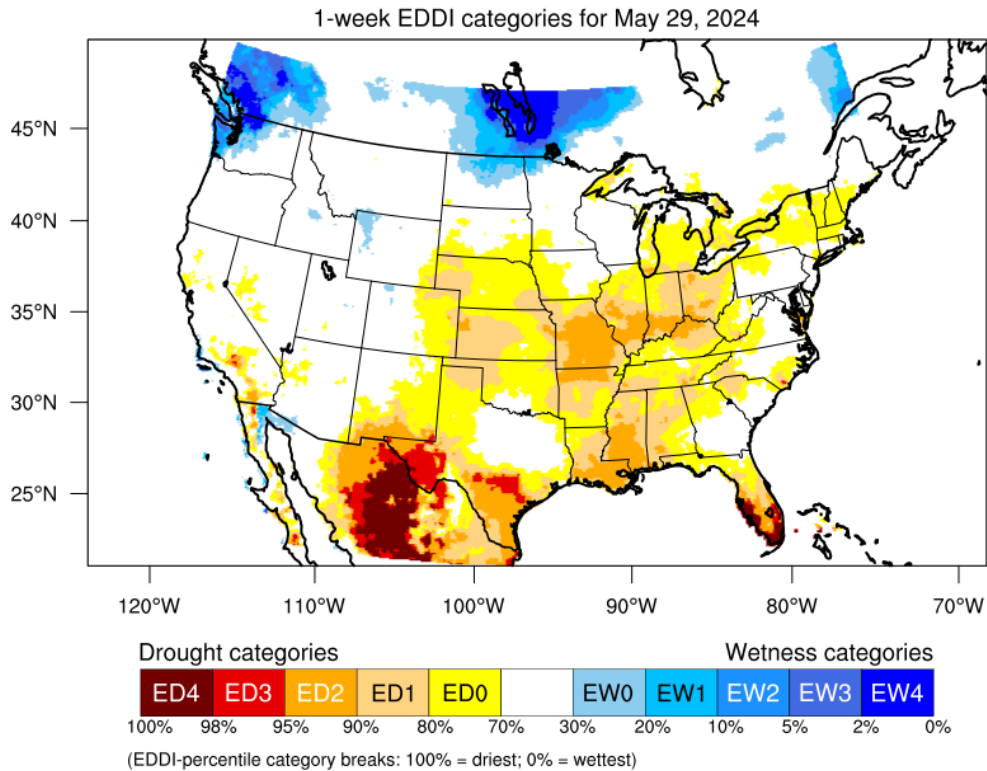 1-week EDDI categories for May 29, 2024
45°N
40°N
35°N
30°N
25°N
120°W 110°W 100°W 90°W 80°W 70°W
Drought categories Wetness categories
ED4 ED3 ED2 ED1 ED0 EW0 EW1 EW2 EW3 EW4
100% 98% 95% 90% 80% 70% 30% 20% 10% 5% 2% 0%
(EDDI-percentile category breaks: 100% = driest; 0% = wettest)